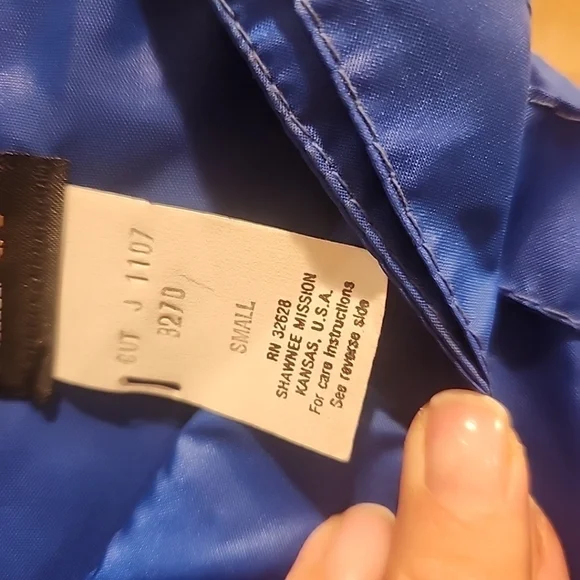 CUT J 1107
3270
SMALL
RN 32628
SHAWNEE MISSION
KANSAS, U.S.A.
For care instructions
See reverse side